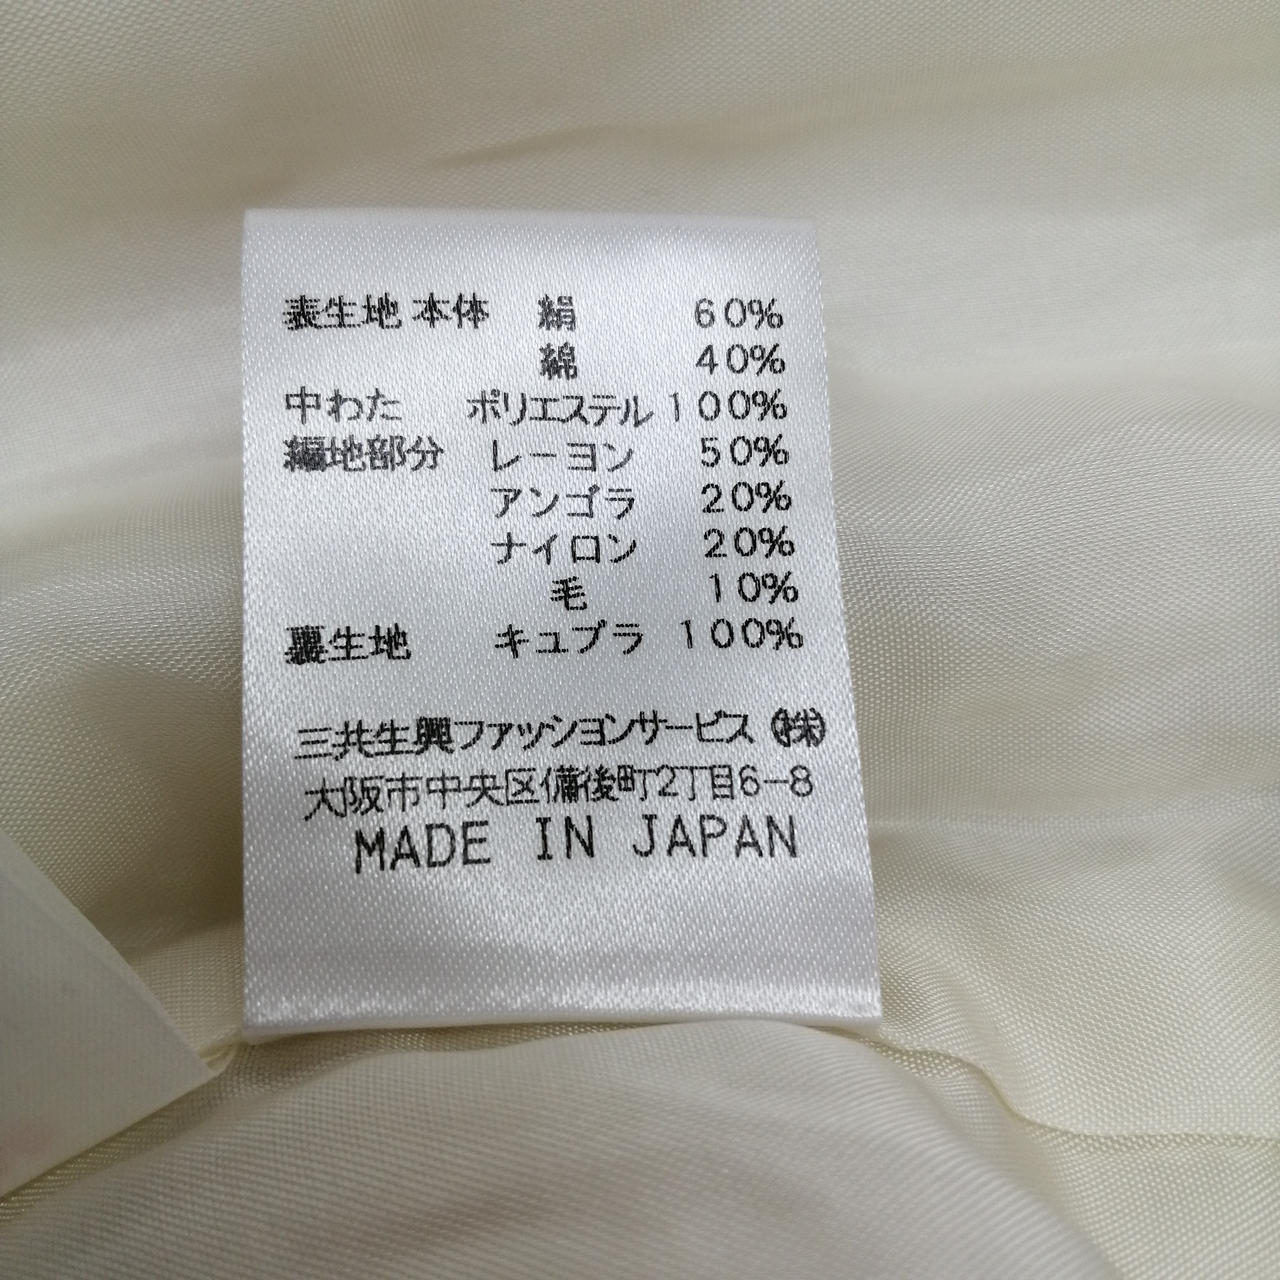 表生地 本体 絹 60%
綿 40%
中わた ポリエステル 100%
編地部分 レーヨン 50%
アンゴラ 20%
ナイロン 20%
毛 10%
裏生地 キュプラ 100%
三共生興ファッションサービス㈱
大阪市中央区備後町2丁目6-8
MADE IN JAPAN